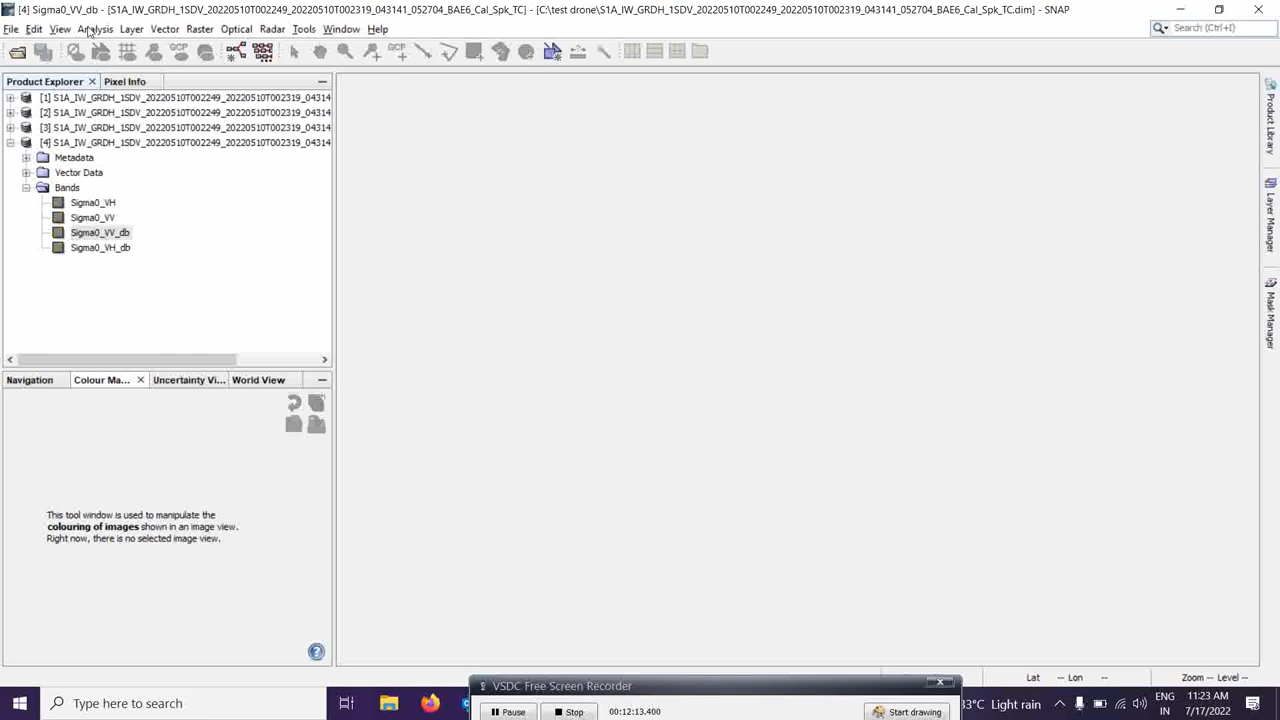 [4] Sigma0_VV_db - [S1A_IW_GRDH_1SDV_20220510T002249_20220510T002319_043141_052704_BAE6_Cal_Spk_TC] - [C:\test drone\S1A_IW_GRDH_1SDV_20220510T002249_20220510T002319_043141_052704_BAE6_Cal_Spk_TC.dim] - SNAP
File Edit View Analysis Layer Vector Raster Optical Radar Tools Window Help
Search (Ctrl+I)
GCP GCP
Product Explorer Pixel Info
[1] S1A_IW_GRDH_1SDV_20220510T002249_20220510T002319_04314
[2] S1A_IW_GRDH_1SDV_20220510T002249_20220510T002319_04314
[3] S1A_IW_GRDH_1SDV_20220510T002249_20220510T002319_04314
[4] S1A_IW_GRDH_1SDV_20220510T002249_20220510T002319_04314
Metadata
Vector Data
Bands
Sigma0_VH
Sigma0_VV
Sigma0_VV_db
Sigma0_VH_db
Product Library
Layer Manager
Mask Manager
Navigation Colour Ma... Uncertainty Vi... World View
This tool window is used to manipulate the
colouring of images shown in an image view.
Right now, there is no selected image view.
Lat -- Lon -- Zoom -- Level --
VSDC Free Screen Recorder
Pause Stop 00:12:13.400 Start drawing
Type here to search
3°C Light rain
ENG
IN
11:23 AM
7/17/2022